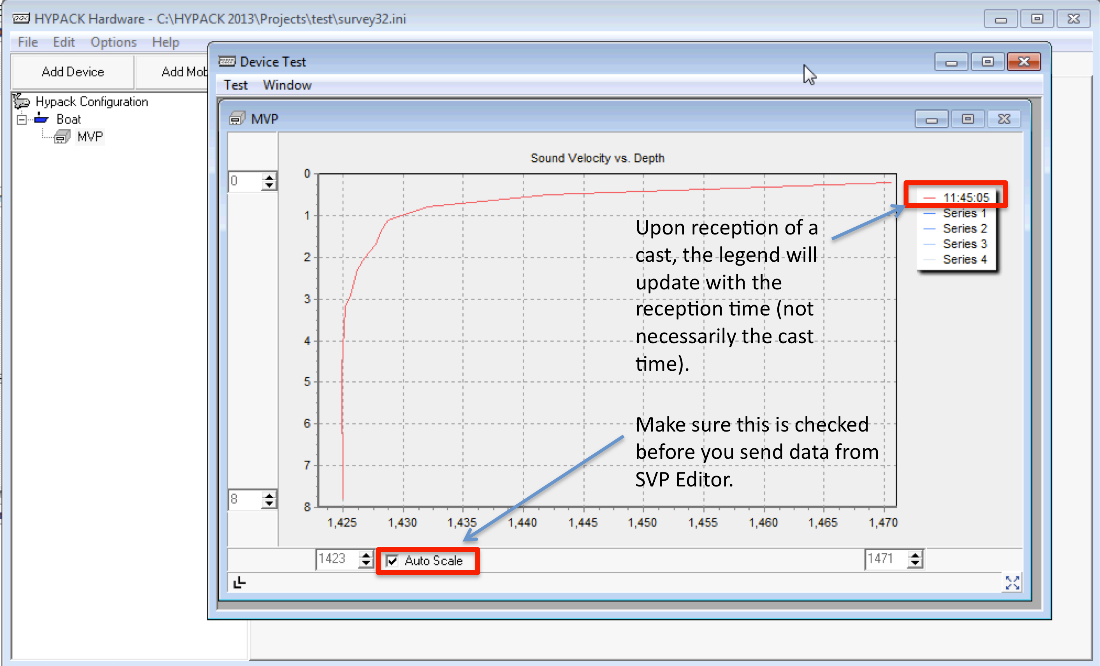 HYPACK Hardware - C:\HYPACK 2013\Projects\test\survey32.ini
File Edit Options Help
Add Device
Add Mob
Hypack Configuration
Boat
MVP
Device Test
Test Window
MVP
Sound Velocity vs. Depth
0
0
1
2
3
4
5
6
7
8
8
1,425 1,430 1,435 1,440 1,445 1,450 1,455 1,460 1,465 1,470
11:45:05
Series 1
Series 2
Series 3
Series 4
Upon reception of a
cast, the legend will
update with the
reception time (not
necessarily the cast
time).
Make sure this is checked
before you send data from
SVP Editor.
1423
Auto Scale
1471